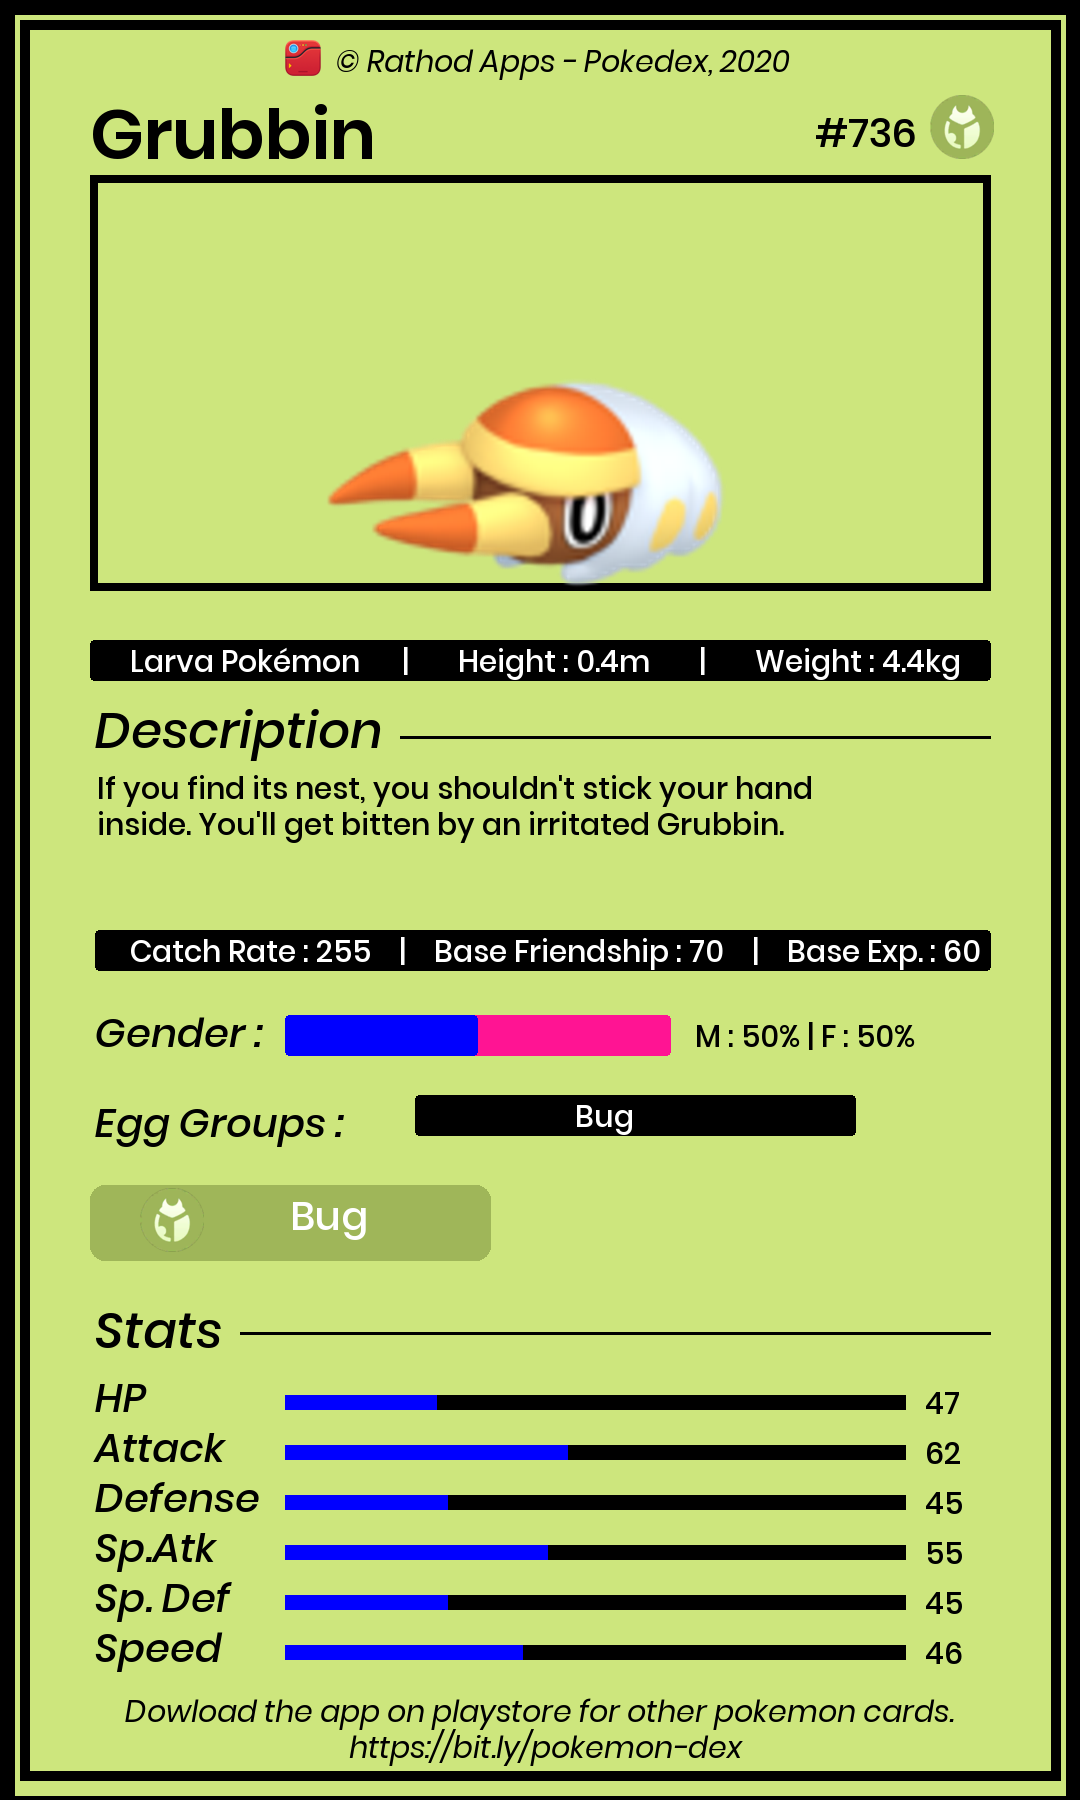 © Rathod Apps - Pokedex, 2020
Grubbin #736
Larva Pokémon | Height : 0.4m | Weight : 4.4kg
Description
If you find its nest, you shouldn't stick your hand
inside. You'll get bitten by an irritated Grubbin.
Catch Rate : 255 | Base Friendship : 70 | Base Exp. : 60
Gender : M : 50% | F : 50%
Egg Groups : Bug
Bug
Stats
HP 47
Attack 62
Defense 45
Sp.Atk 55
Sp. Def 45
Speed 46
Dowload the app on playstore for other pokemon cards.
https://bit.ly/pokemon-dex